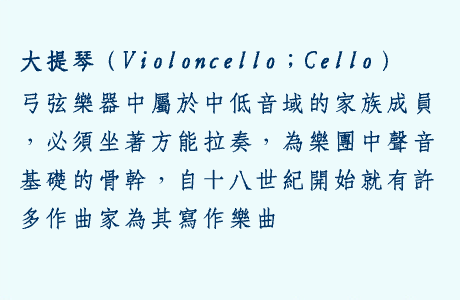 大提琴（Violoncello；Cello）
弓弦樂器中屬於中低音域的家族成員
，必須坐著方能拉奏，為樂團中聲音
基礎的骨幹，自十八世紀開始就有許
多作曲家為其寫作樂曲